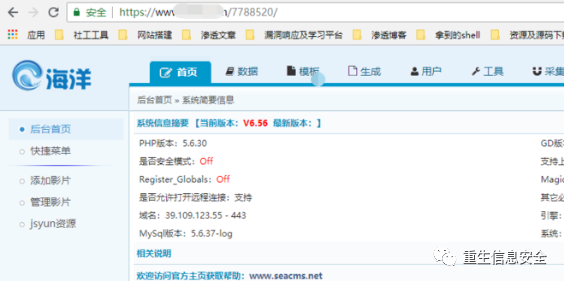 安全 https://www /7788520/
应用 社工工具 网站搭建 渗透文章 漏洞响应及学习平台 渗透博客 拿到的shell 资源及源码下
海洋 首页 数据 模板 生成 用户 工具 采集
后台首页 » 系统简要信息
后台首页
快捷菜单
添加影片
管理影片
jsyun资源
系统信息摘要 【当前版本：V6.56 最新版本：】
PHP版本：5.6.30 GD版
是否安全模式：Off 支持上
Register_Globals：Off Magic
是否允许打开远程连接：支持 其它必
域名：39.109.123.55 - 443 引擎：
MySql版本：5.6.37-log 系统：
相关说明
欢迎访问官方主页获取帮助：www.seacms.net
重生信息安全